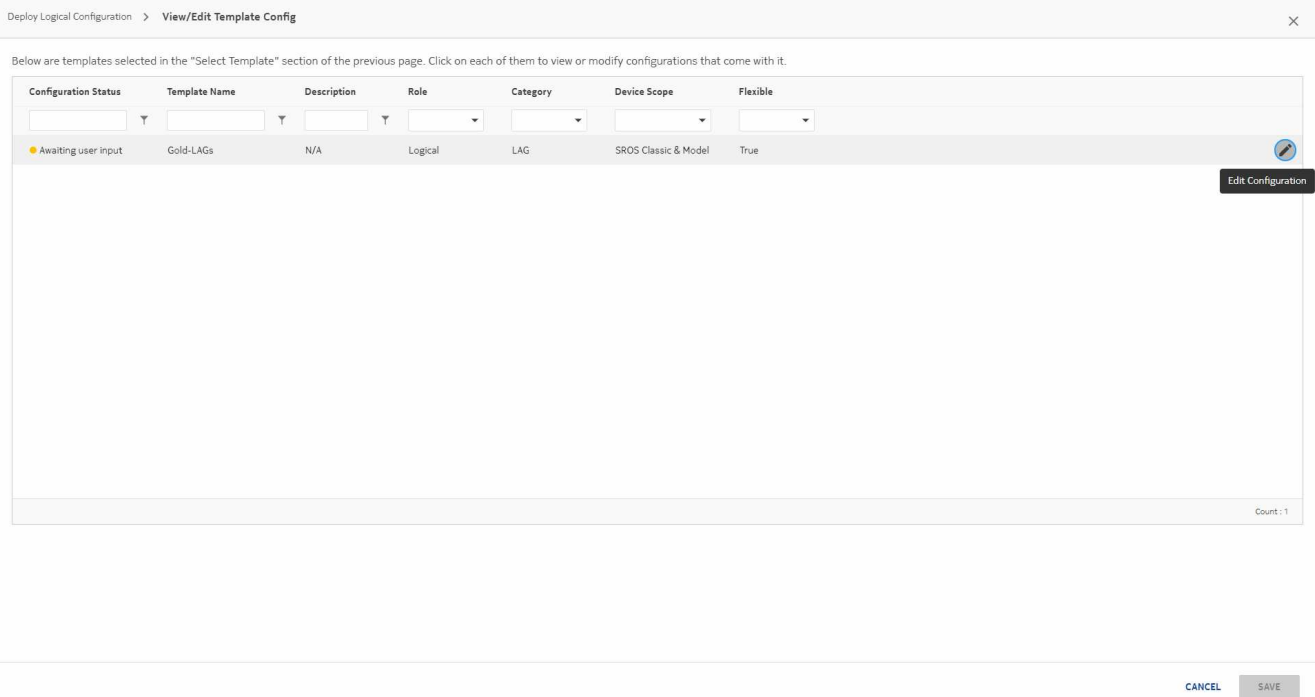 Deploy Logical Configuration > View/Edit Template Config
Below are templates selected in the "Select Template" section of the previous page. Click on each of them to view or modify configurations that come with it.
Configuration Status Template Name Description Role Category Device Scope Flexible
Awaiting user input Gold-LAGs N/A Logical LAG SROS Classic & Model True
Edit Configuration
Count : 1
CANCEL SAVE